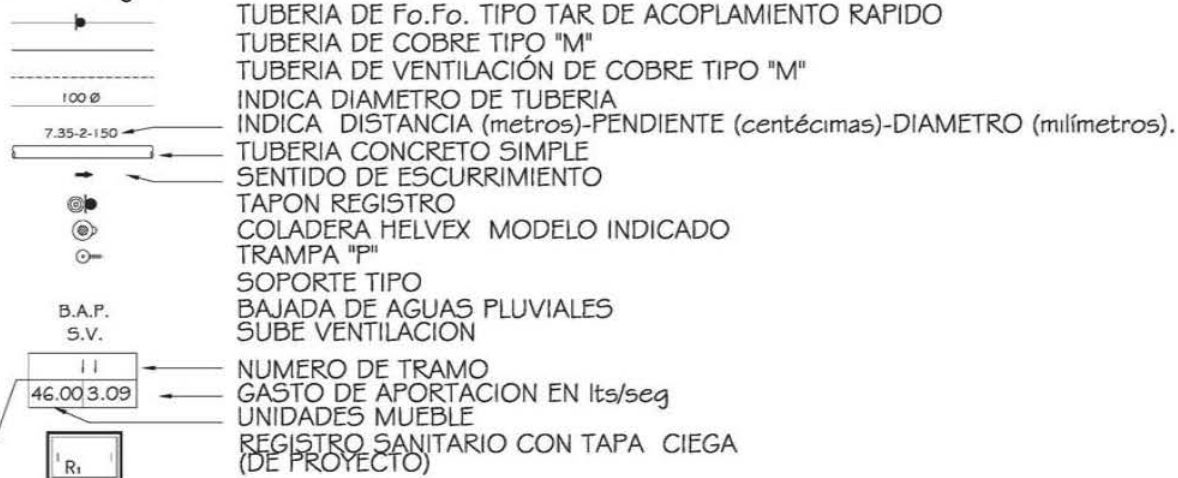 TUBERIA DE Fo.Fo. TIPO TAR DE ACOPLAMIENTO RAPIDO
TUBERIA DE COBRE TIPO "M"
TUBERIA DE VENTILACIÓN DE COBRE TIPO "M"
100 Ø INDICA DIAMETRO DE TUBERIA
7.35-2-150 INDICA DISTANCIA (metros)-PENDIENTE (centécimas)-DIAMETRO (milímetros).
TUBERIA CONCRETO SIMPLE
SENTIDO DE ESCURRIMIENTO
TAPON REGISTRO
COLADERA HELVEX MODELO INDICADO
TRAMPA "P"
SOPORTE TIPO
B.A.P. BAJADA DE AGUAS PLUVIALES
S.V. SUBE VENTILACION
11 NUMERO DE TRAMO
46.00 3.09 GASTO DE APORTACION EN lts/seg
UNIDADES MUEBLE
REGISTRO SANITARIO CON TAPA CIEGA
R1 (DE PROYECTO)